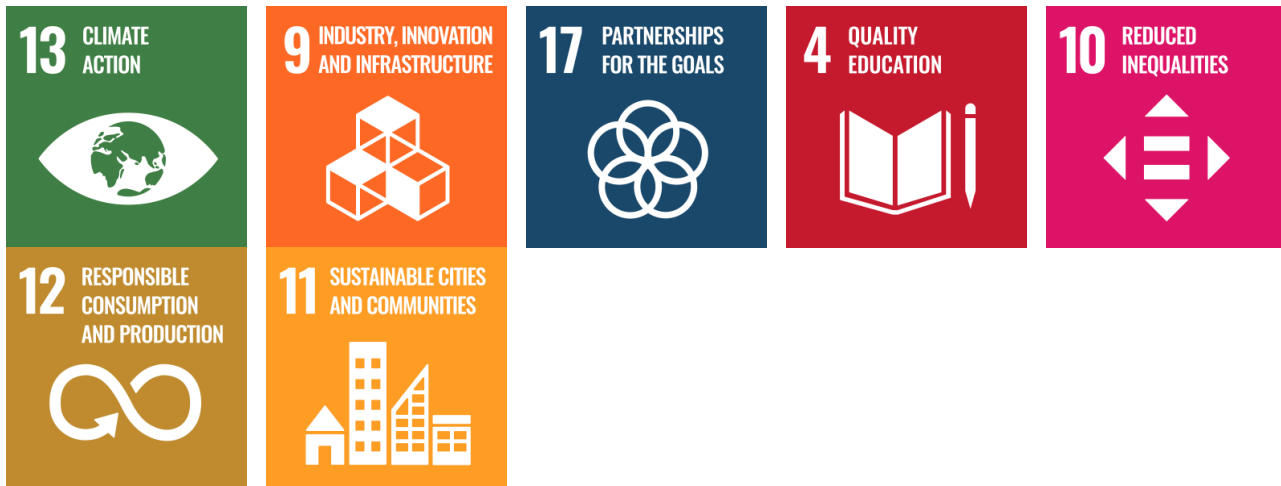 13 CLIMATE
ACTION
9 INDUSTRY, INNOVATION
AND INFRASTRUCTURE
17 PARTNERSHIPS
FOR THE GOALS
4 QUALITY
EDUCATION
10 REDUCED
INEQUALITIES
12 RESPONSIBLE
CONSUMPTION
AND PRODUCTION
11 SUSTAINABLE CITIES
AND COMMUNITIES